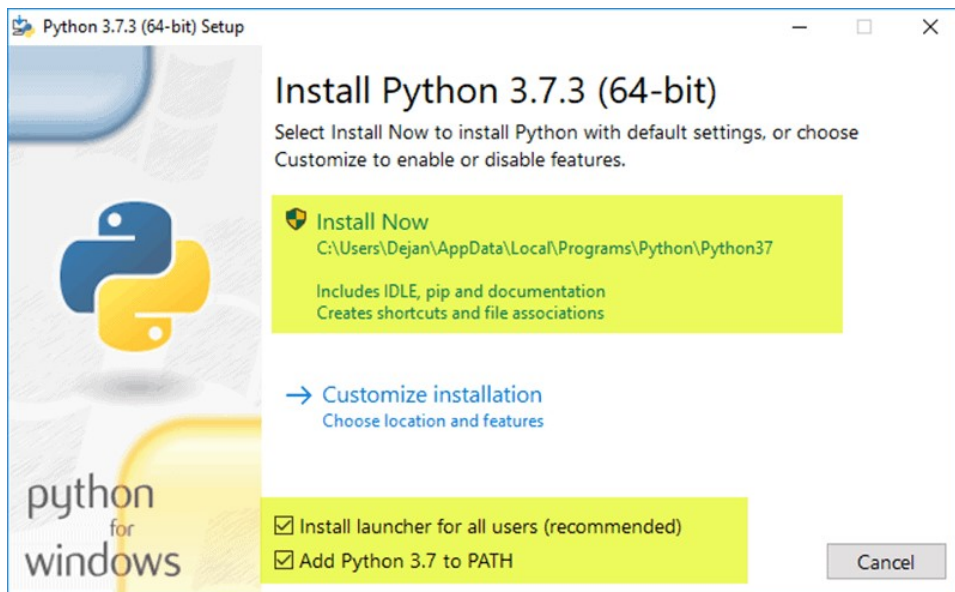 Python 3.7.3 (64-bit) Setup
Install Python 3.7.3 (64-bit)
Select Install Now to install Python with default settings, or choose
Customize to enable or disable features.
Install Now
C:\Users\Dejan\AppData\Local\Programs\Python\Python37
Includes IDLE, pip and documentation
Creates shortcuts and file associations
Customize installation
Choose location and features
python
for
windows
Install launcher for all users (recommended)
Add Python 3.7 to PATH
Cancel